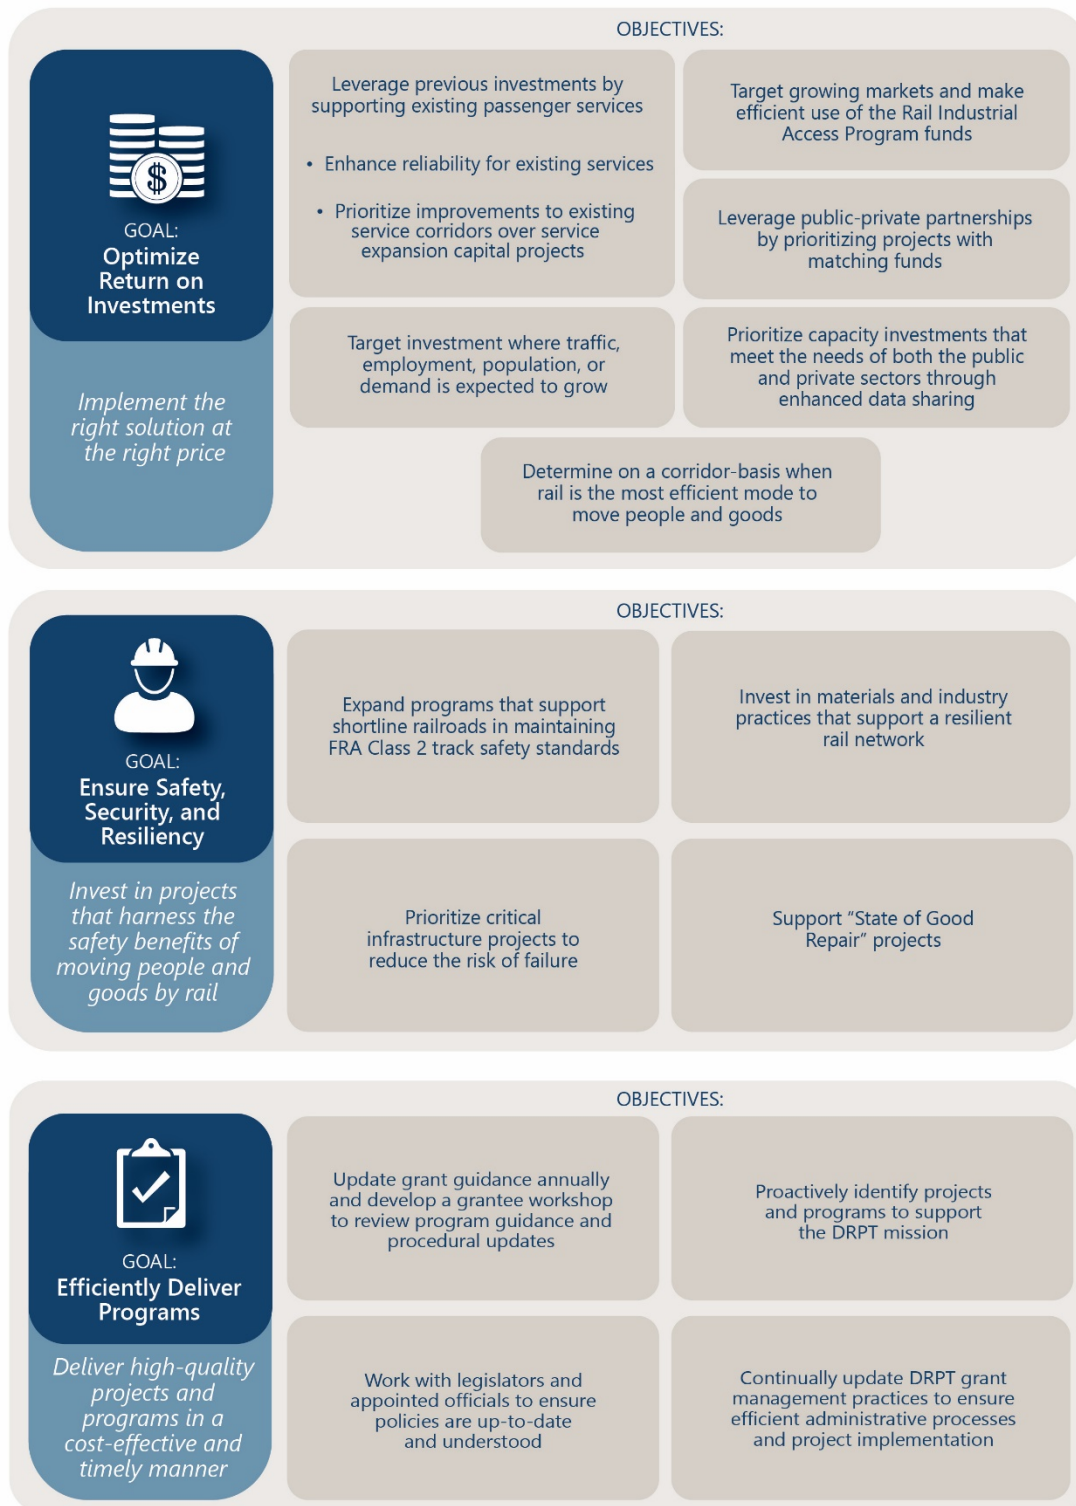 OBJECTIVES:
GOAL:
Optimize
Return on
Investments
Implement the
right solution at
the right price
Leverage previous investments by
supporting existing passenger services
• Enhance reliability for existing services
• Prioritize improvements to existing
service corridors over service
expansion capital projects
Target growing markets and make
efficient use of the Rail Industrial
Access Program funds
Leverage public-private partnerships
by prioritizing projects with
matching funds
Target investment where traffic,
employment, population, or
demand is expected to grow
Prioritize capacity investments that
meet the needs of both the public
and private sectors through
enhanced data sharing
Determine on a corridor-basis when
rail is the most efficient mode to
move people and goods
OBJECTIVES:
GOAL:
Ensure Safety,
Security, and
Resiliency
Invest in projects
that harness the
safety benefits of
moving people and
goods by rail
Expand programs that support
shortline railroads in maintaining
FRA Class 2 track safety standards
Invest in materials and industry
practices that support a resilient
rail network
Prioritize critical
infrastructure projects to
reduce the risk of failure
Support “State of Good
Repair” projects
OBJECTIVES:
GOAL:
Efficiently Deliver
Programs
Deliver high-quality
projects and
programs in a
cost-effective and
timely manner
Update grant guidance annually
and develop a grantee workshop
to review program guidance and
procedural updates
Proactively identify projects
and programs to support
the DRPT mission
Work with legislators and
appointed officials to ensure
policies are up-to-date
and understood
Continually update DRPT grant
management practices to ensure
efficient administrative processes
and project implementation